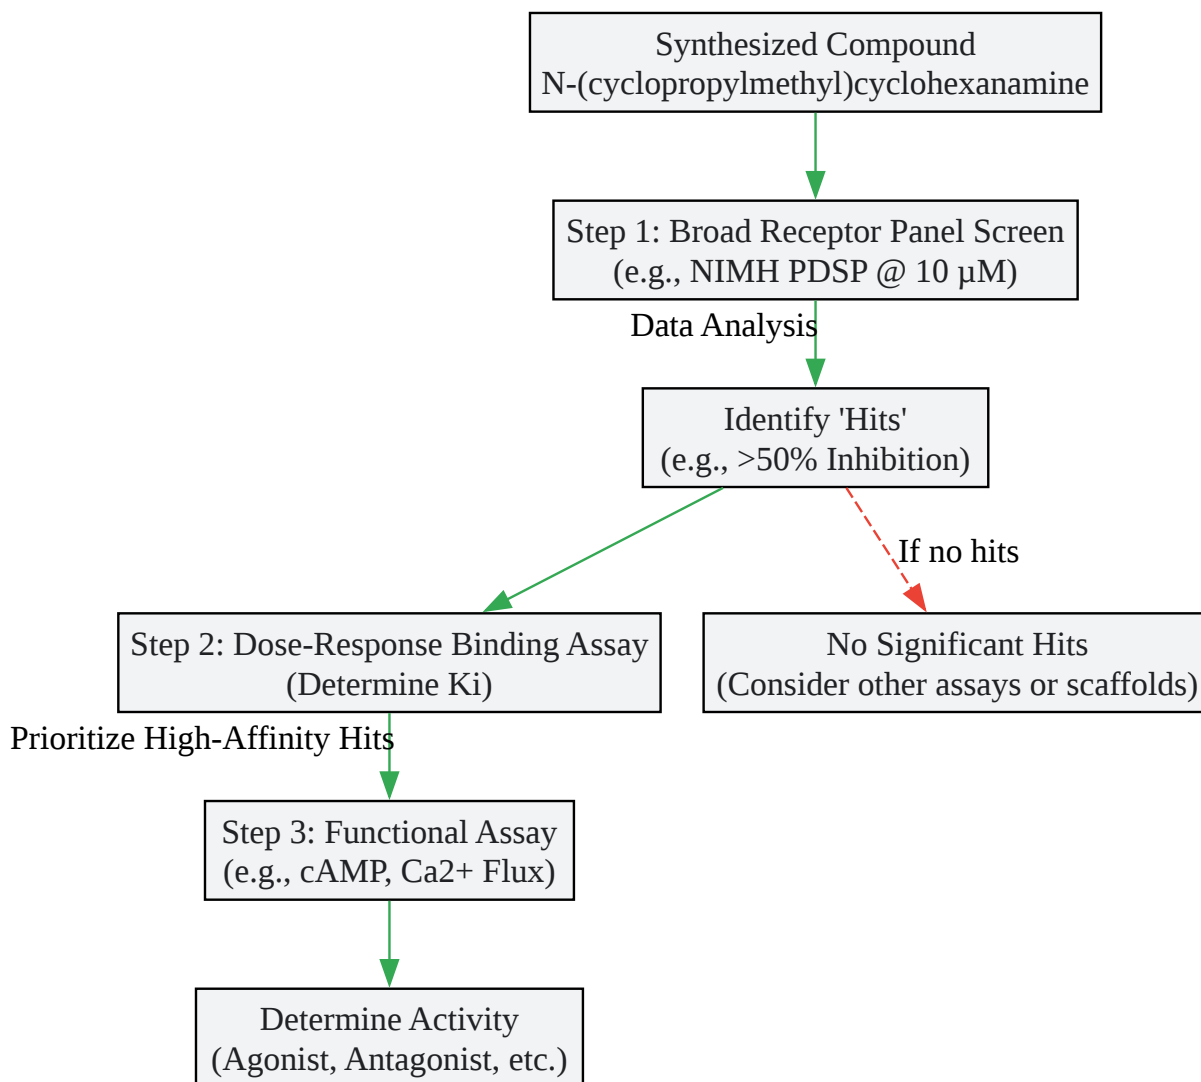 Synthesized Compound
N-(cyclopropylmethyl)cyclohexanamine
Step 1: Broad Receptor Panel Screen
(e.g., NIMH PDSP @ 10 µM)
Data Analysis
Identify 'Hits'
(e.g., >50% Inhibition)
If no hits
Step 2: Dose-Response Binding Assay
(Determine Ki)
No Significant Hits
(Consider other assays or scaffolds)
Prioritize High-Affinity Hits
Step 3: Functional Assay
(e.g., cAMP, Ca2+ Flux)
Determine Activity
(Agonist, Antagonist, etc.)